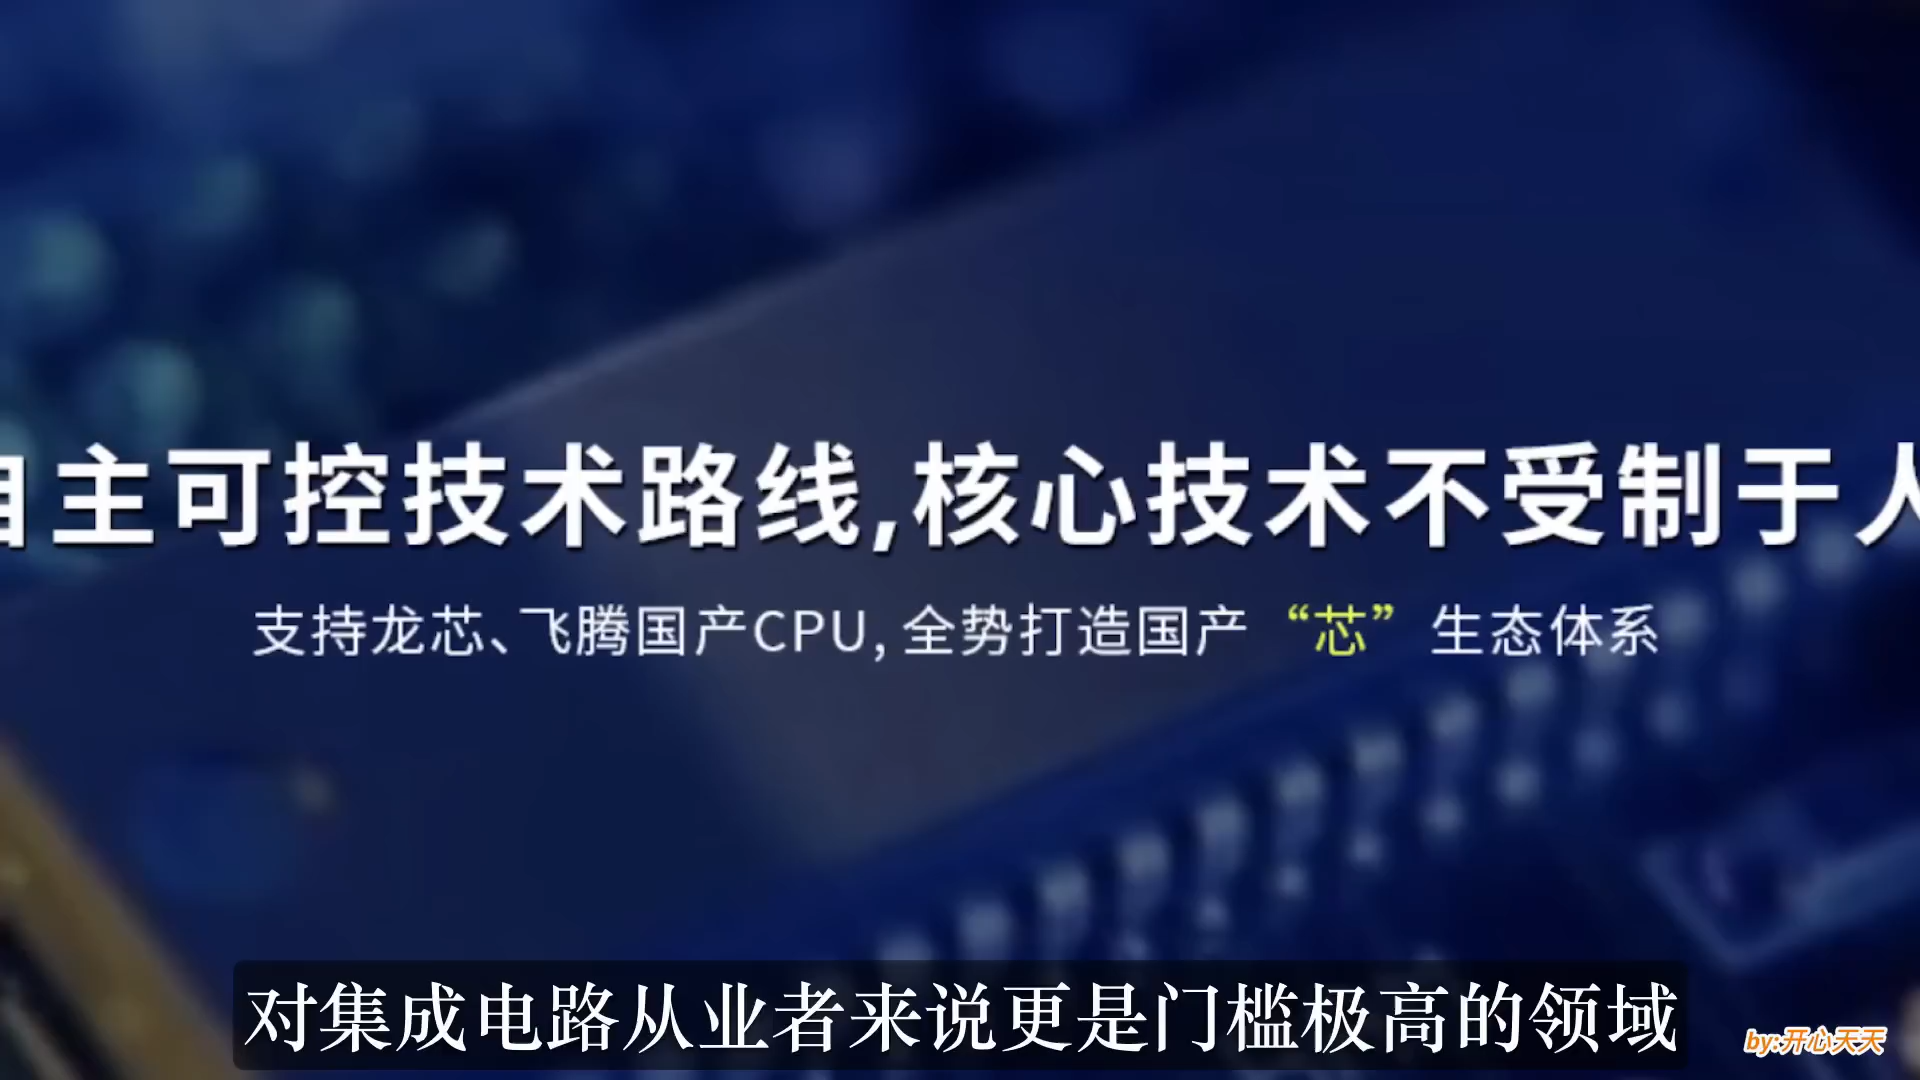 自主可控技术路线,核心技术不受制于人
支持龙芯、飞腾国产CPU,全势打造国产“芯”生态体系
对集成电路从业者来说更是门槛极高的领域
by:开心天天